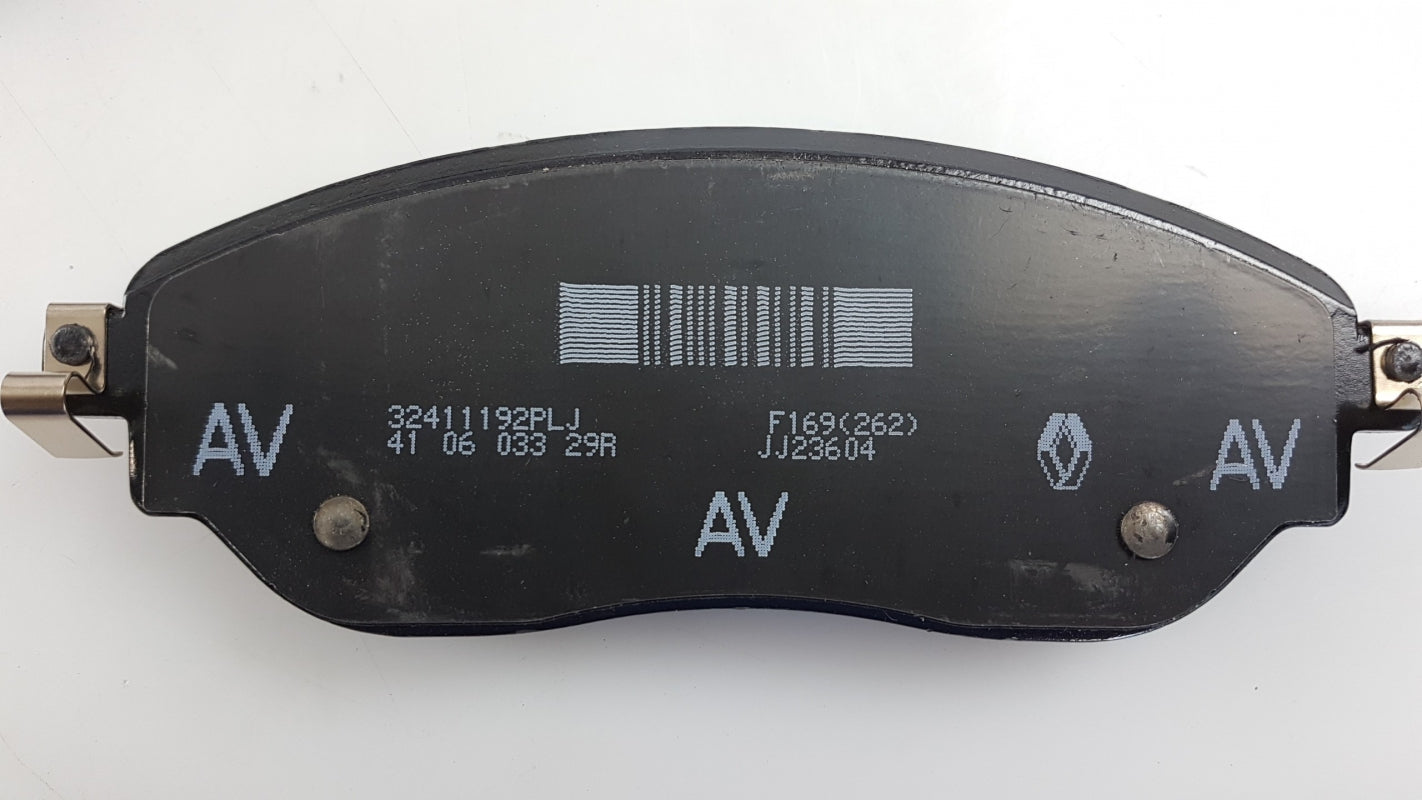 32411192PLJ F169(262)
AV 41 06 033 29R JJ23604 AV
AV